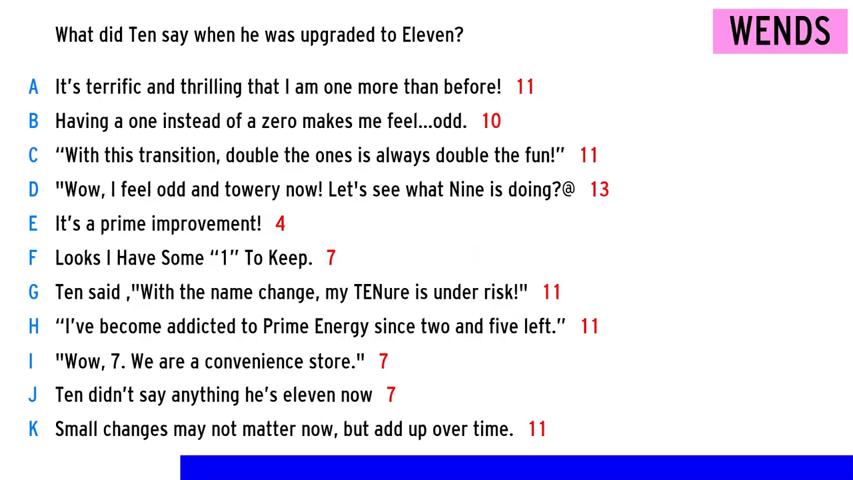 What did Ten say when he was upgraded to Eleven?
WENDS
A It's terrific and thrilling that I am one more than before! 11
B Having a one instead of a zero makes me feel...odd. 10
C “With this transition, double the ones is always double the fun!” 11
D "Wow, I feel odd and towery now! Let's see what Nine is doing?@ 13
E It's a prime improvement! 4
F Looks I Have Some “1” To Keep. 7
G Ten said ,"With the name change, my TENure is under risk!" 11
H “I've become addicted to Prime Energy since two and five left.” 11
I "Wow, 7. We are a convenience store." 7
J Ten didn't say anything he's eleven now 7
K Small changes may not matter now, but add up over time. 11